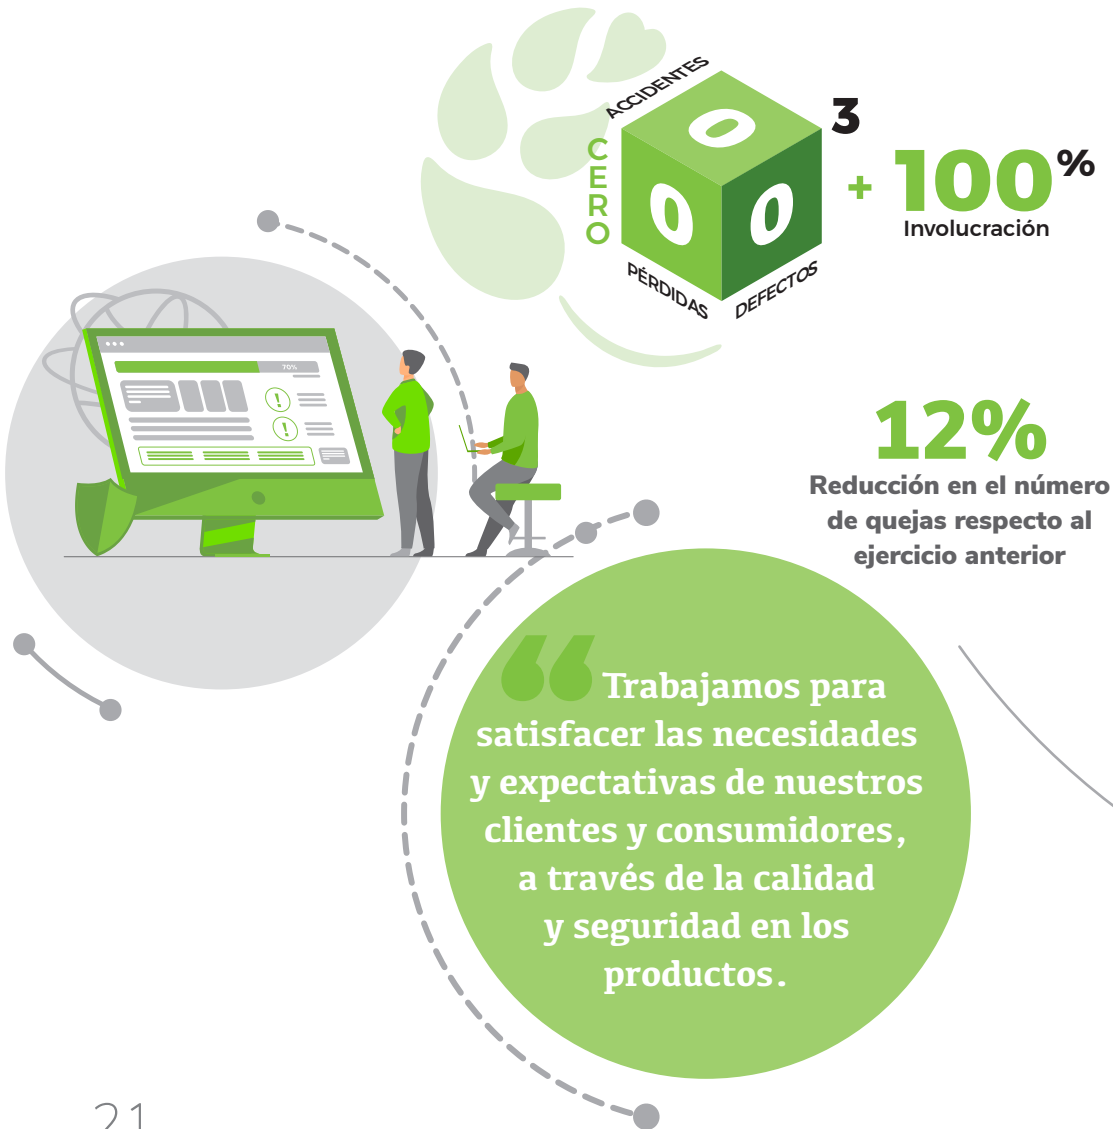 ACCIDENTES
CERO
0
0
0
3
PÉRDIDAS
DEFECTOS
+ 100%
Involucración
70%
!
!
12%
Reducción en el número
de quejas respecto al
ejercicio anterior
“ Trabajamos para
satisfacer las necesidades
y expectativas de nuestros
clientes y consumidores,
a través de la calidad
y seguridad en los
productos.
21